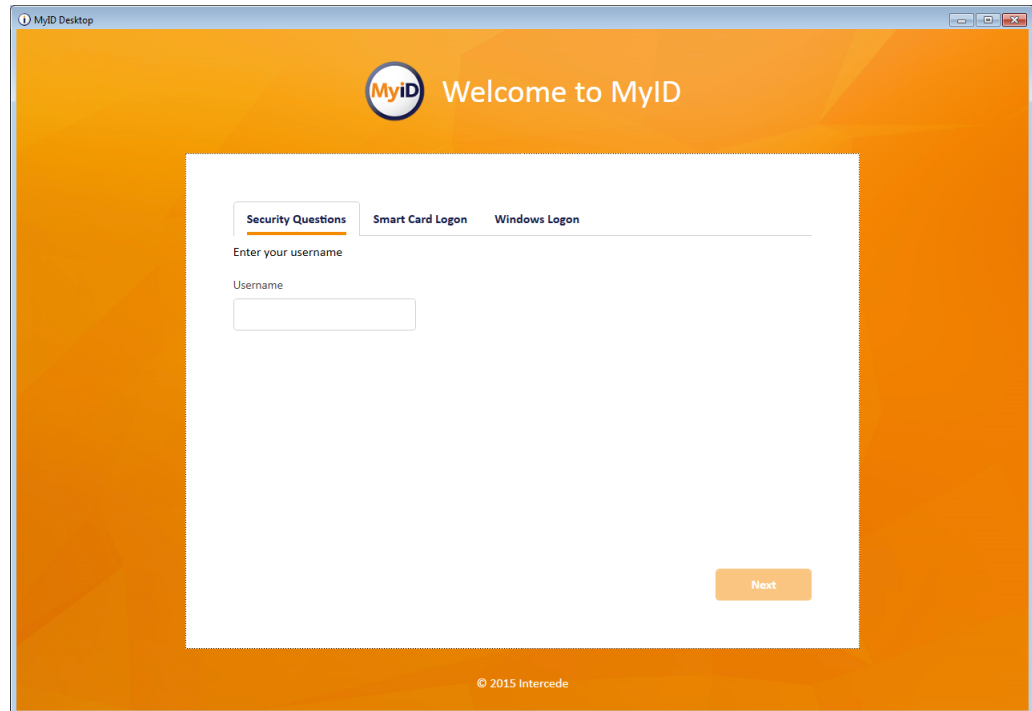 MyID Desktop
MyiD Welcome to MyID
Security Questions Smart Card Logon Windows Logon
Enter your username
Username
Next
© 2015 Intercede